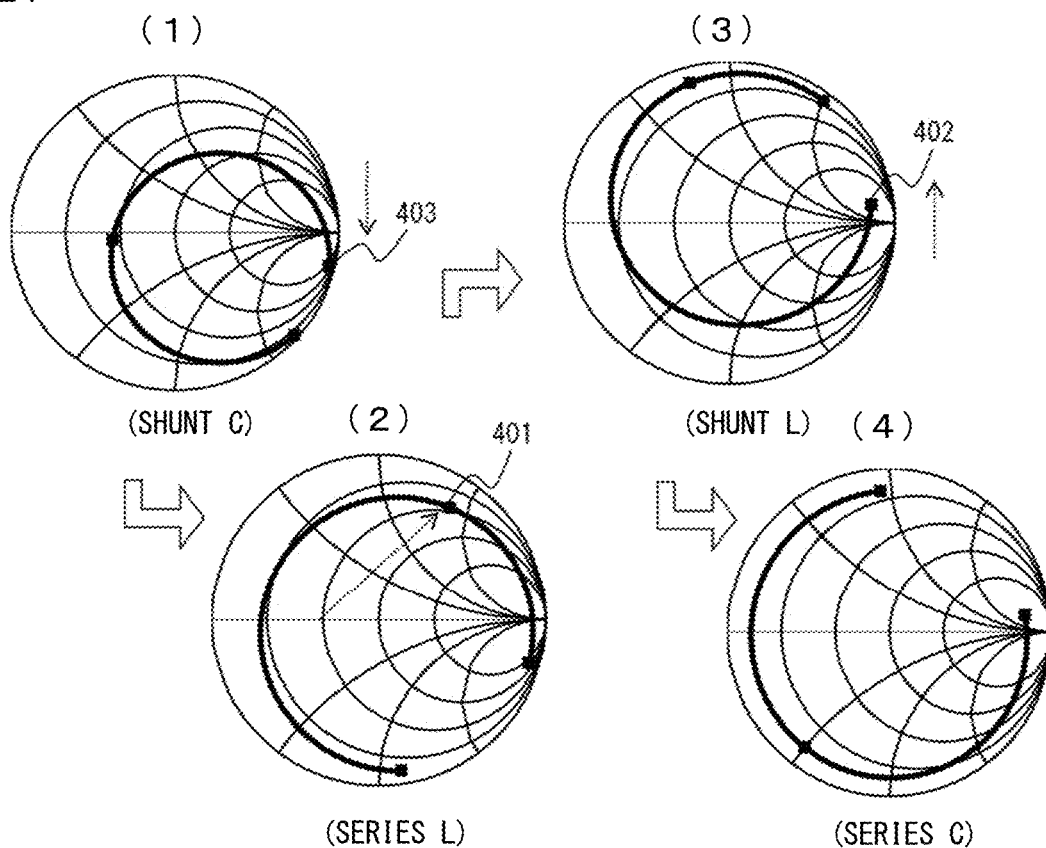 (1)
(3)
402
403
(SHUNT C)
(2)
(SHUNT L)
(4)
401
(SERIES L)
(SERIES C)